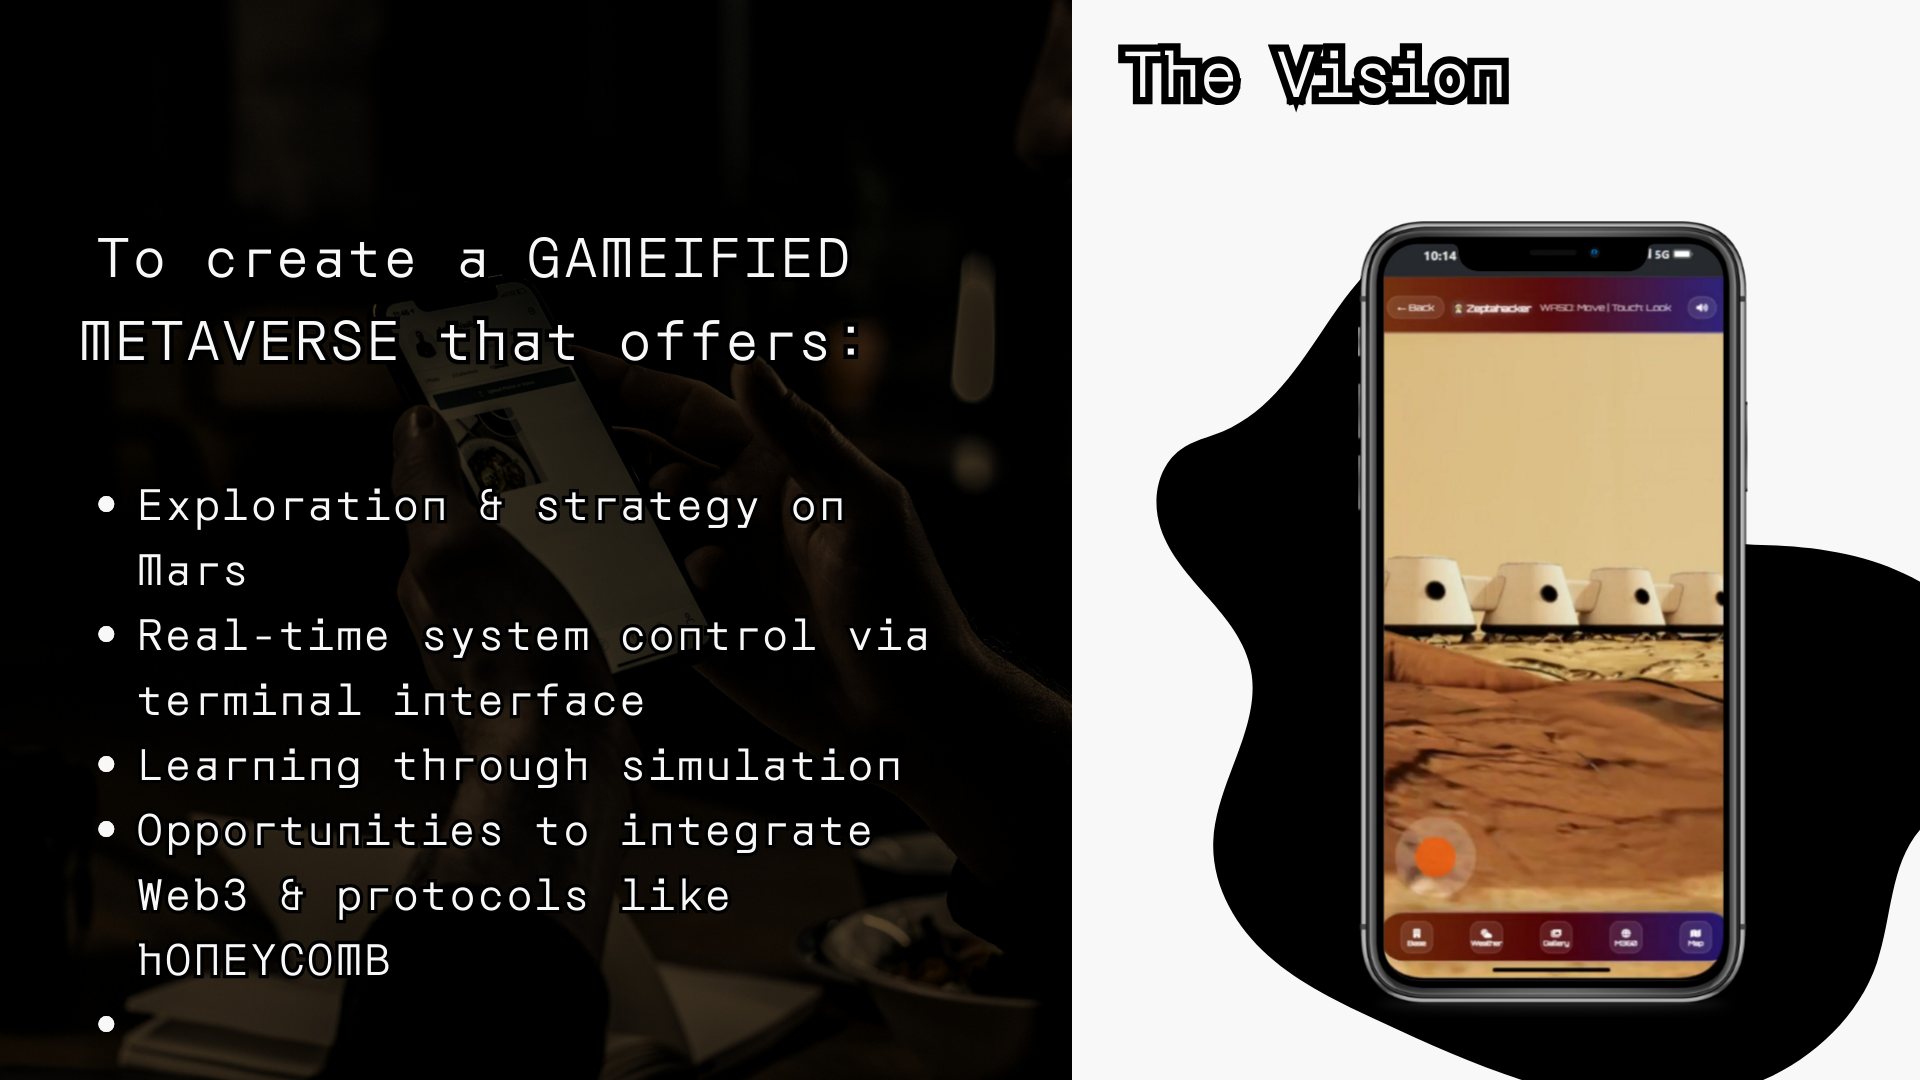 The Vision
To create a GAMEIFIED
METAVERSE that offers:
• Exploration & strategy on
Mars
• Real-time system control via
terminal interface
• Learning through simulation
• Opportunities to integrate
Web3 & protocols like
hONEYCOMB
•
10:14 5G
← Back Zeptahacker WASD: Move | Touch: Look
Base Weather Gallery M360 Map